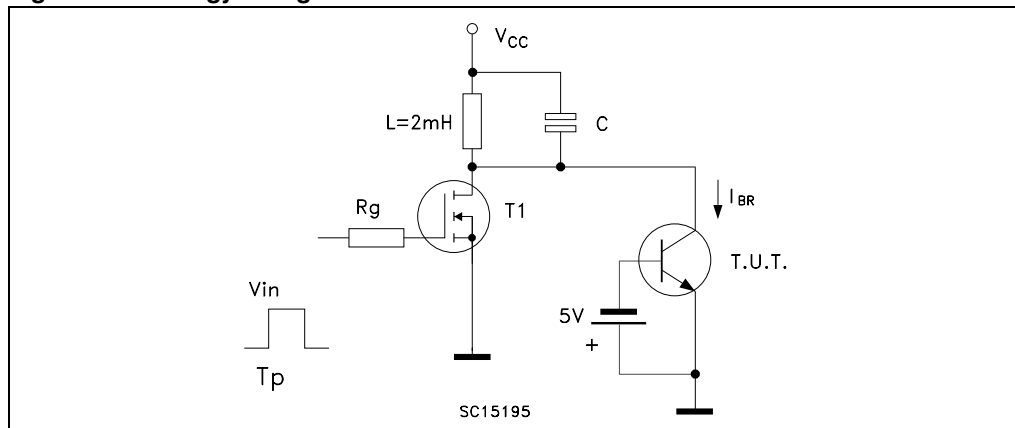 V_CC
L=2mH
C
I_BR
Rg
T1
T.U.T.
Vin
5V
+
Tp
SC15195